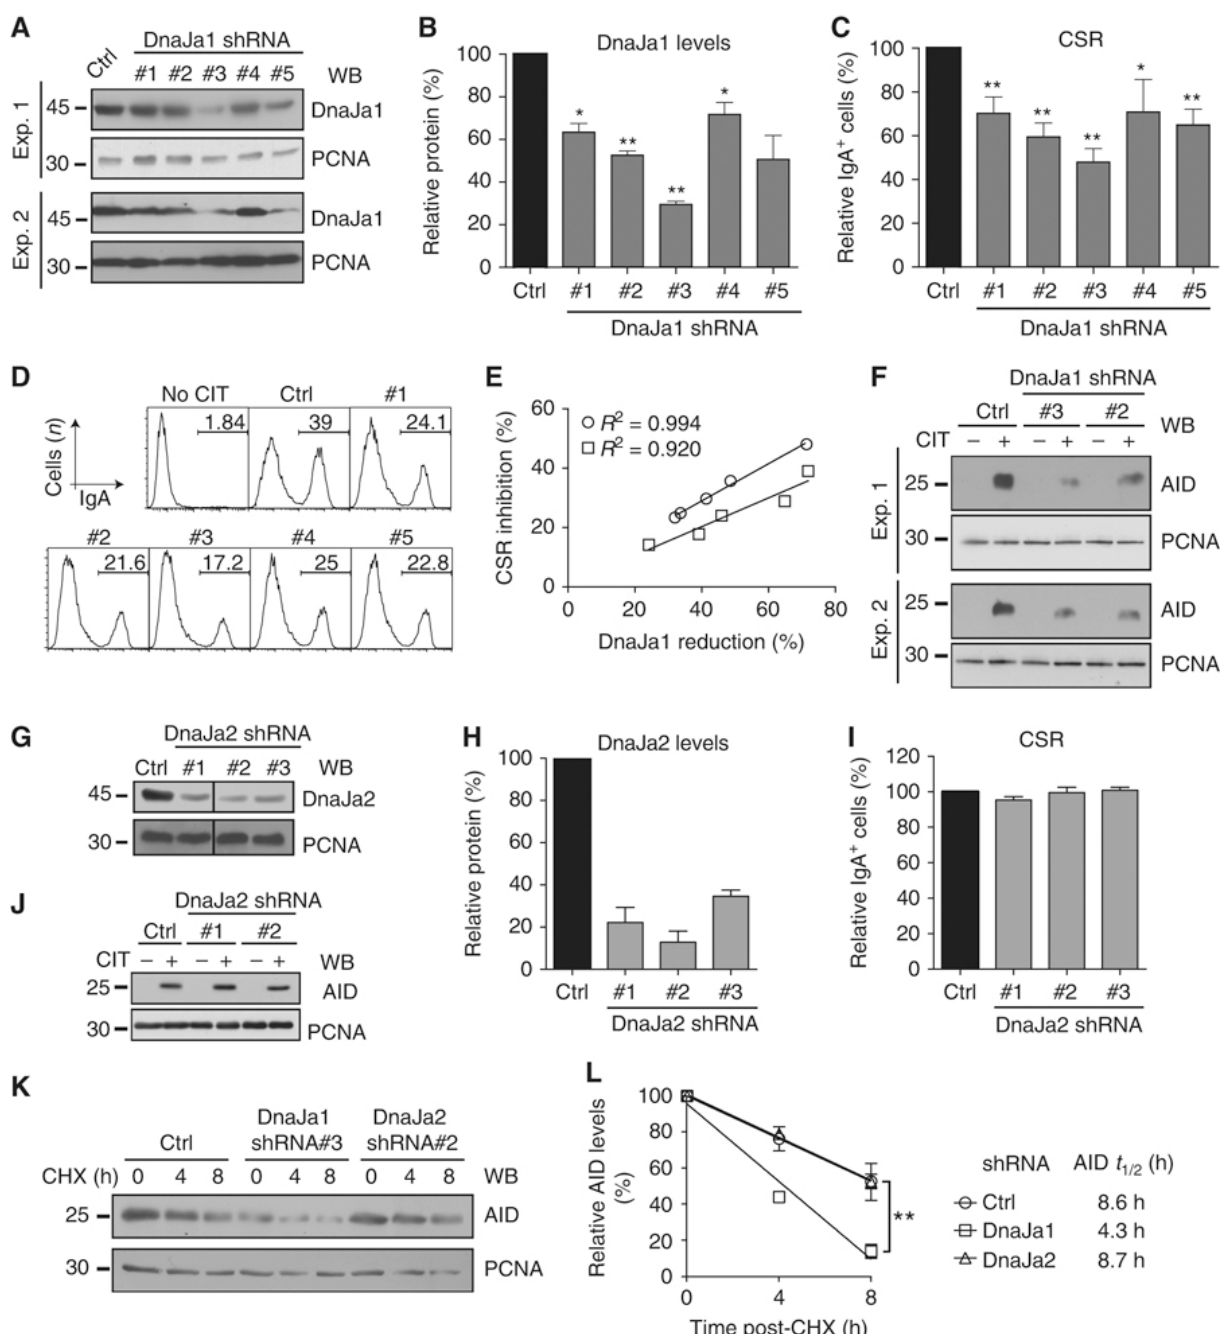 A
DnaJa1 shRNA
Ctrl #1 #2 #3 #4 #5 WB
Exp. 1
45 DnaJa1
30 PCNA
Exp. 2
45 DnaJa1
30 PCNA
B
DnaJa1 levels
Relative protein (%)
100
80
60
40
20
0
* ** ** *
Ctrl #1 #2 #3 #4 #5
DnaJa1 shRNA
C
CSR
Relative IgA+ cells (%)
100
80
60
40
20
0
** ** ** * **
Ctrl #1 #2 #3 #4 #5
DnaJa1 shRNA
D
Cells (n)
IgA
No CIT Ctrl #1
1.84 39 24.1
#2 #3 #4 #5
21.6 17.2 25 22.8
E
CSR inhibition (%)
60
40
20
0
R2 = 0.994
R2 = 0.920
0 20 40 60 80
DnaJa1 reduction (%)
F
DnaJa1 shRNA
Ctrl #3 #2 WB
CIT − + − + − +
Exp. 1
25 AID
30 PCNA
Exp. 2
25 AID
30 PCNA
G
DnaJa2 shRNA
Ctrl #1 #2 #3 WB
45 DnaJa2
30 PCNA
H
DnaJa2 levels
Relative protein (%)
100
80
60
40
20
0
Ctrl #1 #2 #3
DnaJa2 shRNA
I
CSR
Relative IgA+ cells (%)
120
100
80
60
40
20
0
Ctrl #1 #2 #3
DnaJa2 shRNA
J
DnaJa2 shRNA
Ctrl #1 #2
CIT − + − + − + WB
25 AID
30 PCNA
K
Ctrl DnaJa1 shRNA#3 DnaJa2 shRNA#2
CHX (h) 0 4 8 0 4 8 0 4 8 WB
25 AID
30 PCNA
L
Relative AID levels
(%)
100
80
60
40
20
0
**
0 4 8
Time post-CHX (h)
shRNA AID t1/2 (h)
Ctrl 8.6 h
DnaJa1 4.3 h
DnaJa2 8.7 h